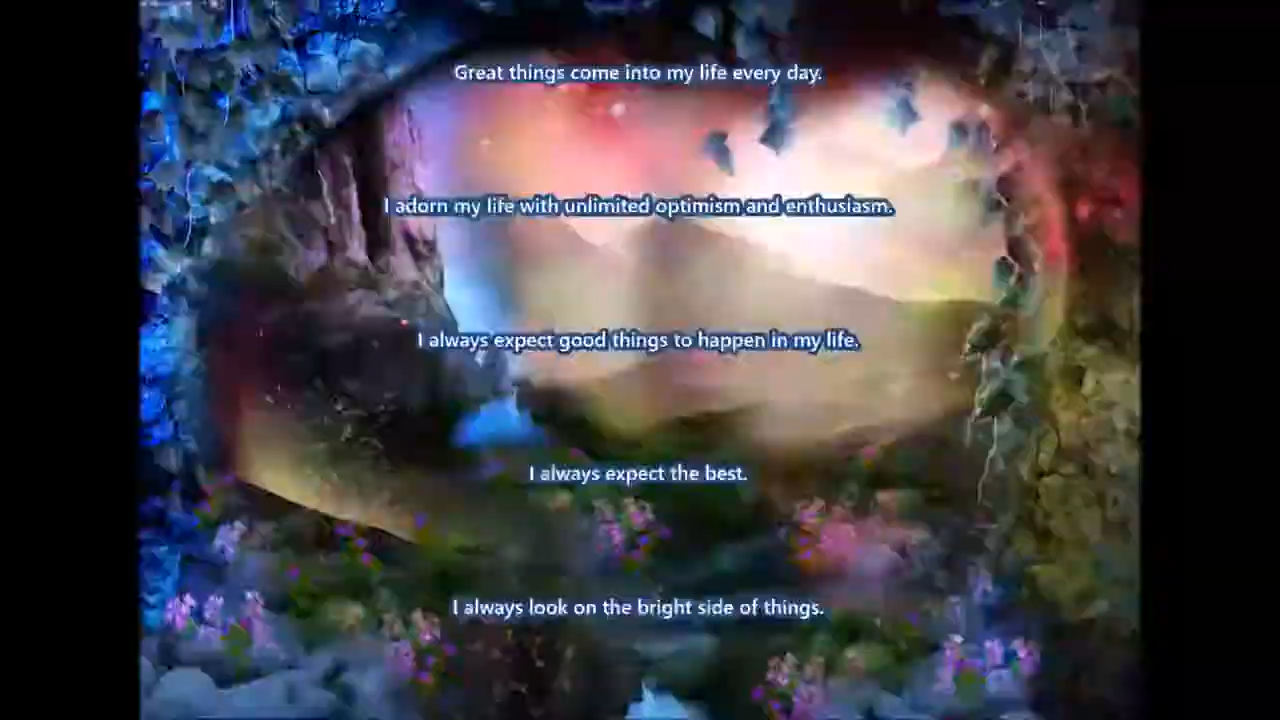 Great things come into my life every day.
I adorn my life with unlimited optimism and enthusiasm.
I always expect good things to happen in my life.
I always expect the best.
I always look on the bright side of things.